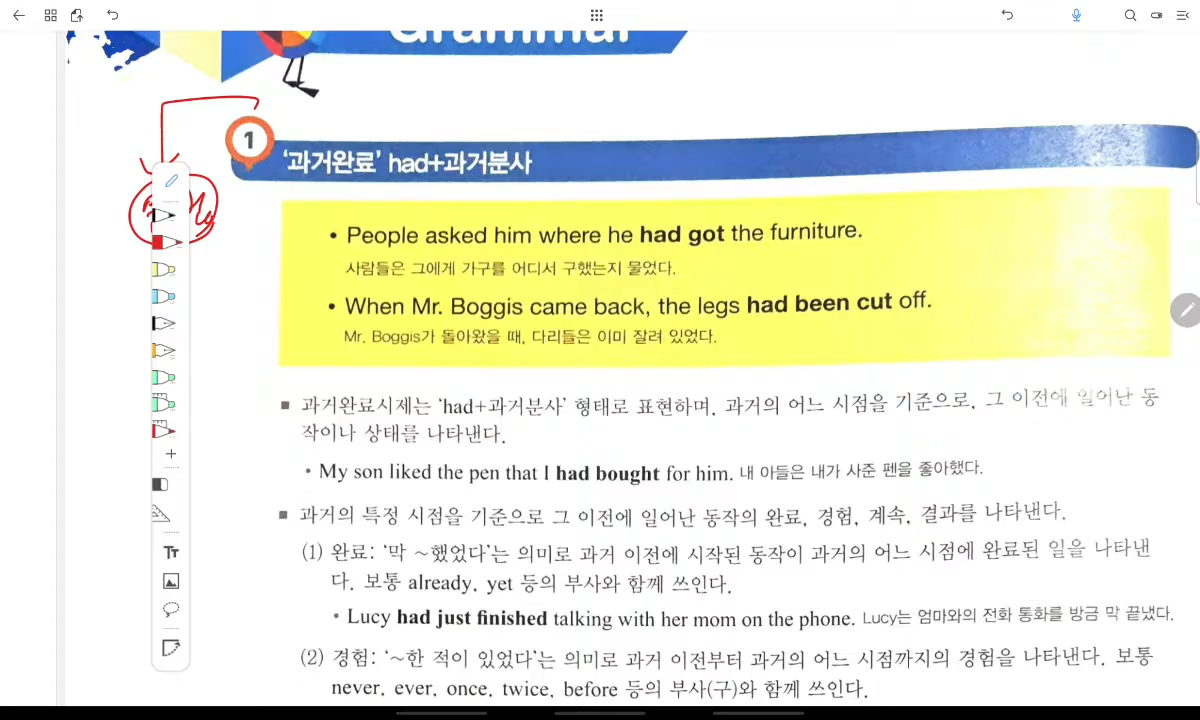 Grammar
1
'과거완료' had+과거분사
• People asked him where he had got the furniture.
사람들은 그에게 가구를 어디서 구했는지 물었다.
• When Mr. Boggis came back, the legs had been cut off.
Mr. Boggis가 돌아왔을 때, 다리들은 이미 잘려 있었다.
■ 과거완료시제는 'had+과거분사' 형태로 표현하며, 과거의 어느 시점을 기준으로, 그 이전에 일어난 동
작이나 상태를 나타낸다.
• My son liked the pen that I had bought for him. 내 아들은 내가 사준 펜을 좋아했다.
■ 과거의 특정 시점을 기준으로 그 이전에 일어난 동작의 완료, 경험, 계속, 결과를 나타낸다.
(1) 완료: '막 ~했었다'는 의미로 과거 이전에 시작된 동작이 과거의 어느 시점에 완료된 일을 나타낸
다. 보통 already, yet 등의 부사와 함께 쓰인다.
• Lucy had just finished talking with her mom on the phone. Lucy는 엄마와의 전화 통화를 방금 막 끝냈다.
(2) 경험: '~한 적이 있었다'는 의미로 과거 이전부터 과거의 어느 시점까지의 경험을 나타낸다. 보통
never, ever, once, twice, before 등의 부사(구)와 함께 쓰인다.
Tт